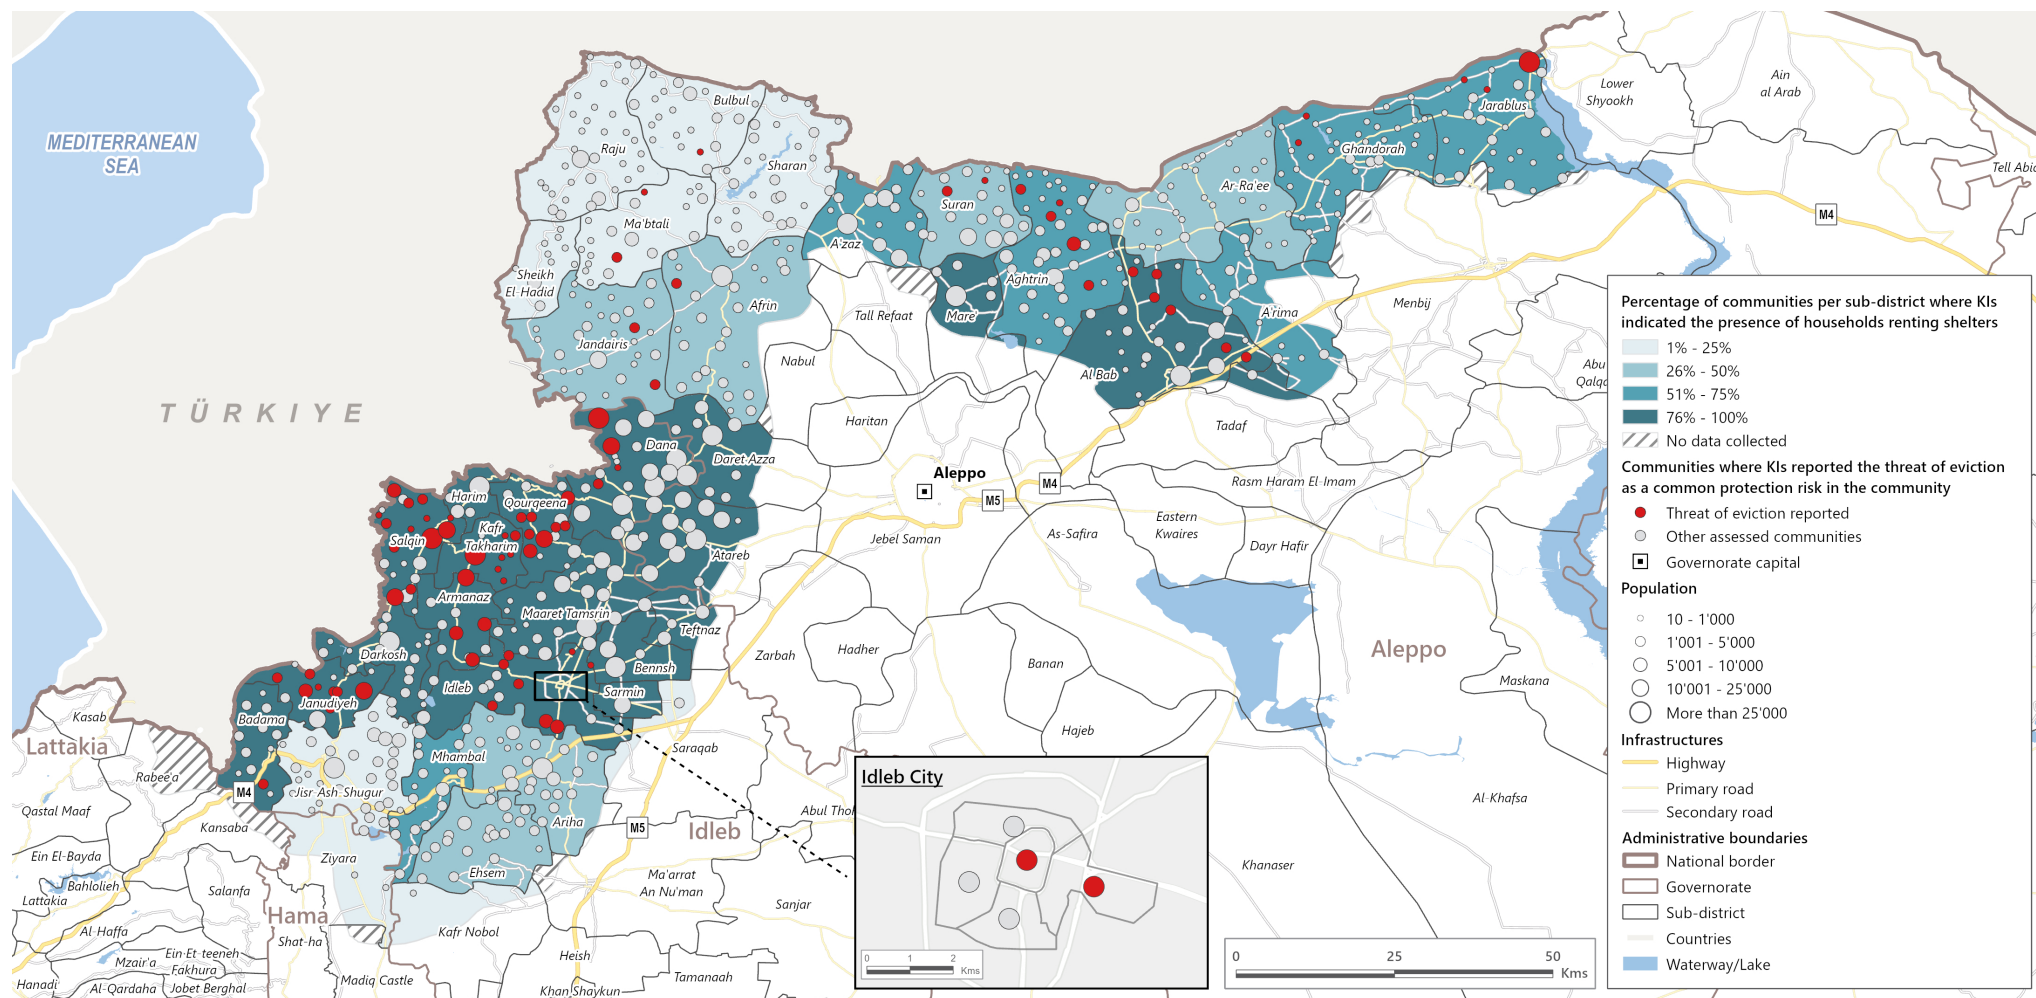 MEDITERRANEAN
SEA
TÜRKIYE
Bulbul
Raju
Sharan
Ma'btali
Sheikh
El-Hadid
Afrin
Jandairis
A'zaz
Suran
Aghtrin
Mare'
Ar-Ra'ee
Ghandorah
Jarablus
Lower
Shyookh
Ain
al Arab
M4
Menbij
A'rima
Al Bab
Tall Refaat
Nabul
Haritan
Tadaf
Dana
Daret-Azza
Aleppo
M4
M5
Rasm Haram El-Imam
Harim
Qourqeena
Kafr
Takharim
Salqin
Atareb
Jebel Saman
As-Safira
Eastern
Kwaires
Dayr Hafir
Armanaz
Maaret Tamsrin
Teftnaz
Darkosh
Bennsh
Zarbah
Hadher
Banan
Aleppo
Maskana
Idleb
Sarmin
Janudiyeh
Badama
Kasab
Lattakia
Saraqab
Hajeb
Mhambal
Rabee'a
M4
Jisr-Ash-Shugur
Qastal Maaf
Kansaba
Ariha
M5
Idleb
Al-Khafsa
Ein El-Bayda
Ziyara
Ehsem
Bahlolieh
Lattakia
Salanfa
Ma'arrat
An Nu'man
Khanaser
Hama
Sanjar
Al-Haffa
Shat-ha
Kafr Nobol
Ein-Et-teeneh
Mzair'a
Fakhura
Heish
Hanadi
Al-Qardaha
Jobet Berghal
Madiq Castle
Tamanaah
Khan Shaykun
Idleb City
0 1 2
Kms
0 25 50
Kms
Percentage of communities per sub-district where KIs
indicated the presence of households renting shelters
1% - 25%
26% - 50%
51% - 75%
76% - 100%
No data collected
Communities where KIs reported the threat of eviction
as a common protection risk in the community
Threat of eviction reported
Other assessed communities
Governorate capital
Population
10 - 1'000
1'001 - 5'000
5'001 - 10'000
10'001 - 25'000
More than 25'000
Infrastructures
Highway
Primary road
Secondary road
Administrative boundaries
National border
Governorate
Sub-district
Countries
Waterway/Lake